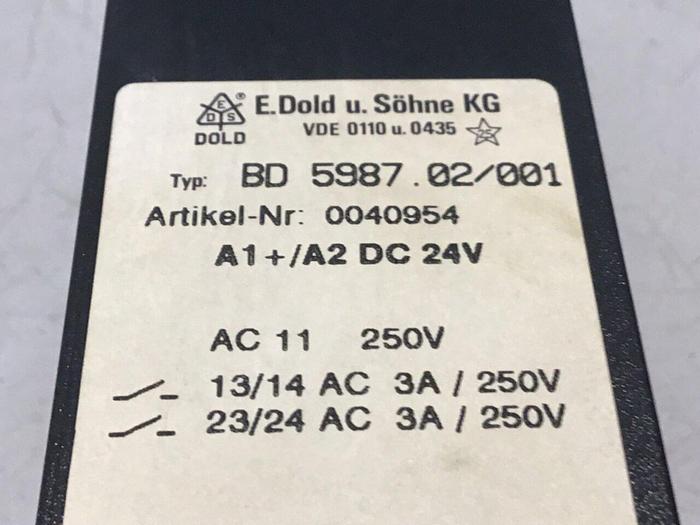 E
D S ®
DOLD
E.Dold u. Söhne KG
VDE 0110 u. 0435
Typ: BD 5987.02/001
Artikel-Nr: 0040954
A1+/A2 DC 24V
AC 11 250V
13/14 AC 3A / 250V
23/24 AC 3A / 250V